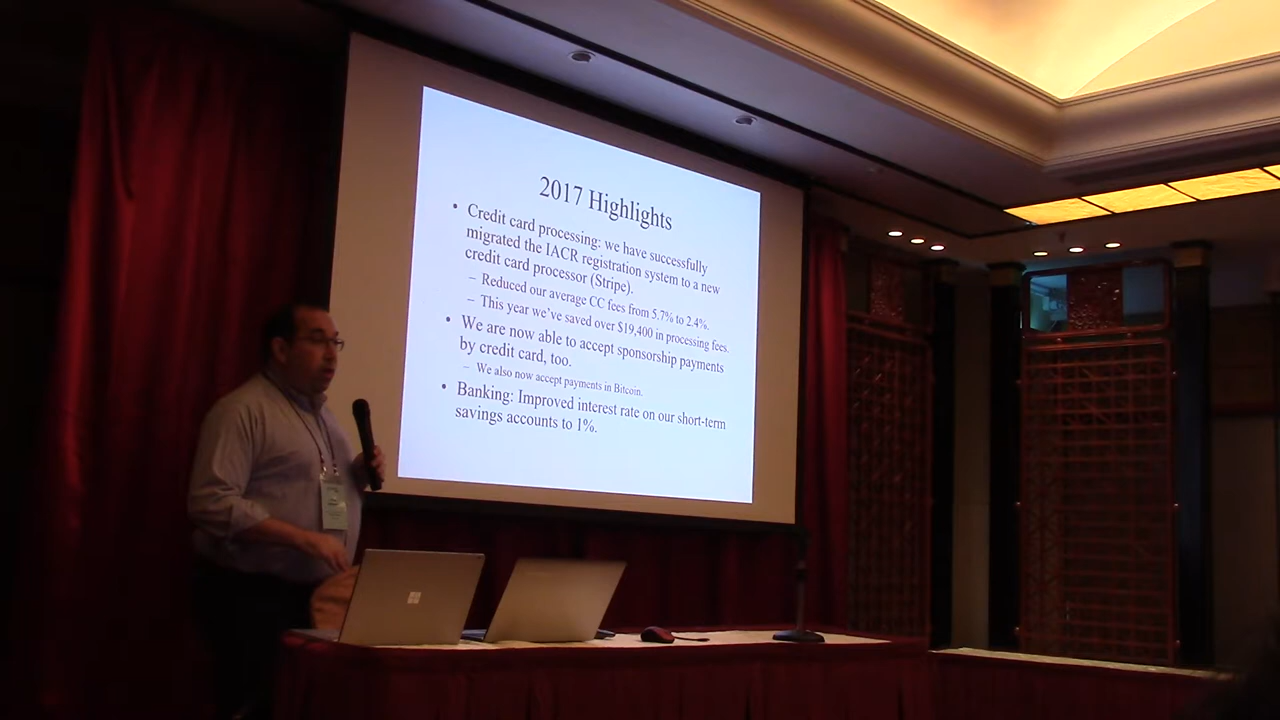 2017 Highlights
• Credit card processing: we have successfully
migrated the IACR registration system to a new
credit card processor (Stripe).
– Reduced our average CC fees from 5.7% to 2.4%.
– This year we've saved over $19,400 in processing fees.
• We are now able to accept sponsorship payments
by credit card, too.
– We also now accept payments in Bitcoin.
• Banking: Improved interest rate on our short-term
savings accounts to 1%.